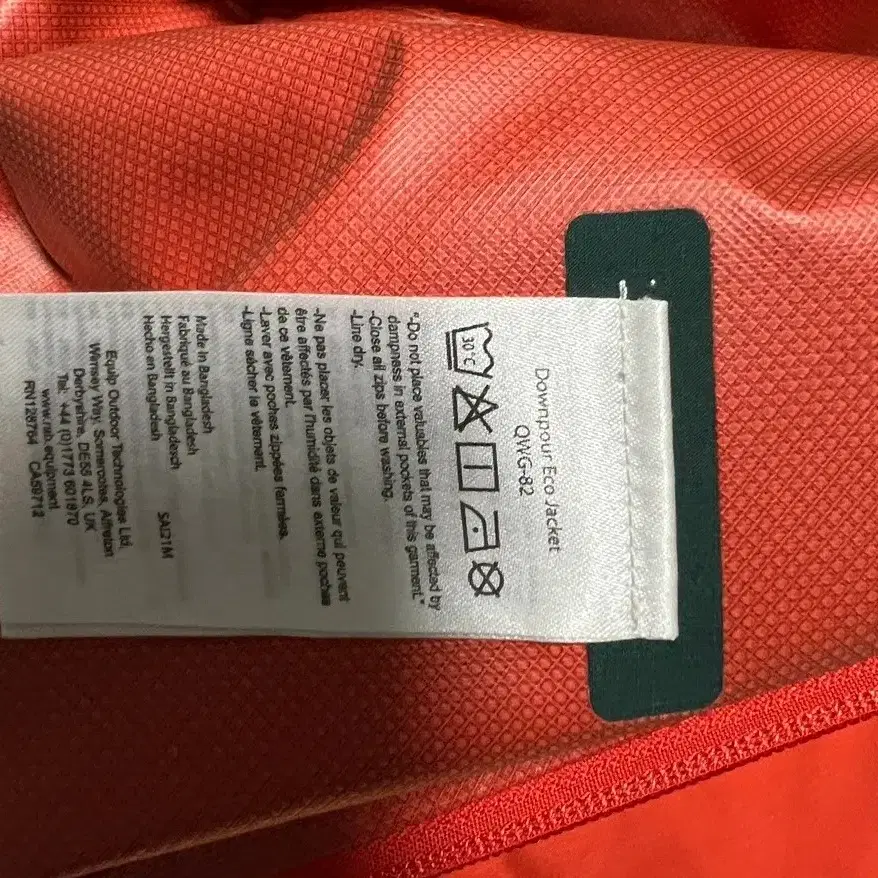 Downpour Eco Jacket
QWG-82
30°C
"Do not place valuables that may be affected by
dampness in external pockets of this garment."
-Close all zips before washing.
-Line dry.
-Ne pas placer les objets de valeur qui peuvent
être affectés par l'humidité dans externe poches
de ce vêtement.
-Laver avec poches zippées fermées.
-Ligne sécher le vêtement.
Made in Bangladesh
Fabriqué au Bangladesh
Hergestellt in Bangladesch
Hecho en Bangladesh
SAI21M
Equip Outdoor Technologies Ltd,
Wimsey Way, Somercotes, Alfreton
Derbyshire, DE55 4LS, UK
Tel: +44 (0)1773 601870
www.rab.equipment
RN128764 CA59712